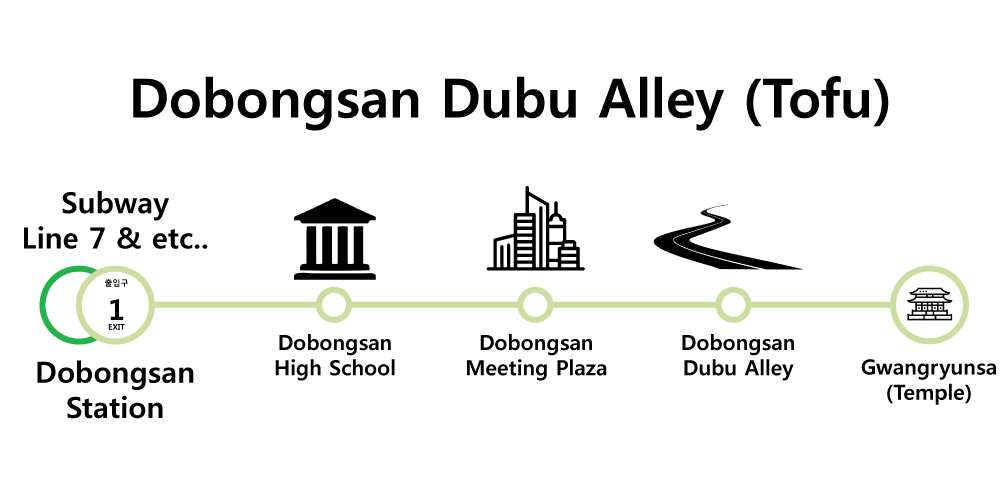 Dobongsan Dubu Alley (Tofu)
Subway
Line 7 & etc..
출입구
1
EXIT
Dobongsan
Station
Dobongsan
High School
Dobongsan
Meeting Plaza
Dobongsan
Dubu Alley
Gwangryunsa
(Temple)